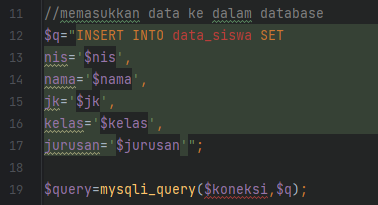 11 //memasukkan data ke dalam database
12 $q="INSERT INTO data_siswa SET
13 nis='$nis',
14 nama='$nama',
15 jk='$jk',
16 kelas='$kelas',
17 jurusan='$jurusan'";
18
19 $query=mysqli_query($koneksi,$q);